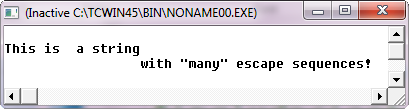 (Inactive C:\TCWIN45\BIN\NONAME00.EXE)
This is  a string
with "many" escape sequences!